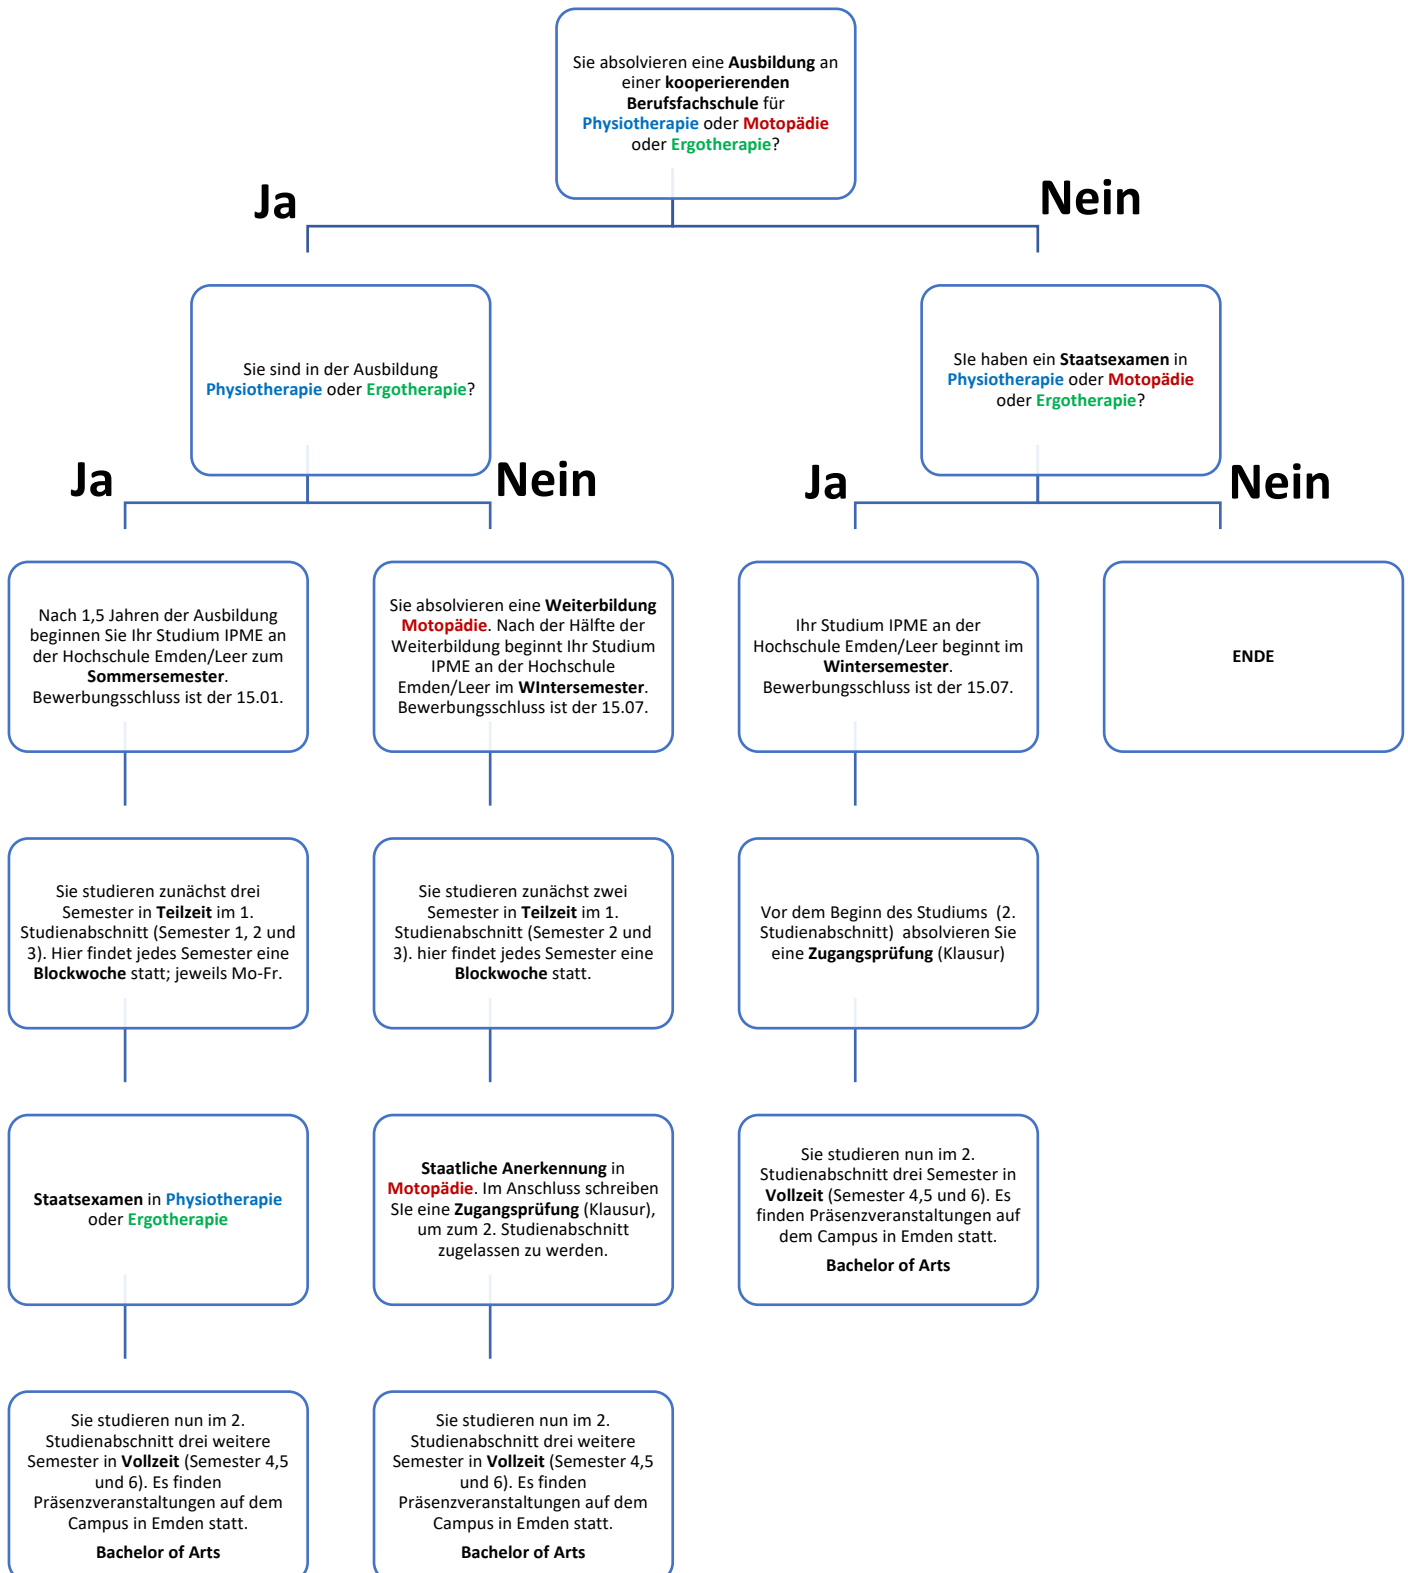 Sie absolvieren eine Ausbildung an
einer kooperierenden
Berufsfachschule für
Physiotherapie oder Motopädie
oder Ergotherapie?
Ja
Nein
Sie sind in der Ausbildung
Physiotherapie oder Ergotherapie?
SIe haben ein Staatsexamen in
Physiotherapie oder Motopädie
oder Ergotherapie?
Ja
Nein
Ja
Nein
Nach 1,5 Jahren der Ausbildung
beginnen Sie Ihr Studium IPME an
der Hochschule Emden/Leer zum
Sommersemester.
Bewerbungsschluss ist der 15.01.
Sie absolvieren eine Weiterbildung
Motopädie. Nach der Hälfte der
Weiterbildung beginnt Ihr Studium
IPME an der Hochschule
Emden/Leer im WIntersemester.
Bewerbungsschluss ist der 15.07.
Ihr Studium IPME an der
Hochschule Emden/Leer beginnt im
Wintersemester.
Bewerbungsschluss ist der 15.07.
ENDE
Sie studieren zunächst drei
Semester in Teilzeit im 1.
Studienabschnitt (Semester 1, 2 und
3). Hier findet jedes Semester eine
Blockwoche statt; jeweils Mo-Fr.
Sie studieren zunächst zwei
Semester in Teilzeit im 1.
Studienabschnitt (Semester 2 und
3). hier findet jedes Semester eine
Blockwoche statt.
Vor dem Beginn des Studiums (2.
Studienabschnitt) absolvieren Sie
eine Zugangsprüfung (Klausur)
Staatsexamen in Physiotherapie
oder Ergotherapie
Staatliche Anerkennung in
Motopädie. Im Anschluss schreiben
SIe eine Zugangsprüfung (Klausur),
um zum 2. Studienabschnitt
zugelassen zu werden.
Sie studieren nun im 2.
Studienabschnitt drei Semester in
Vollzeit (Semester 4,5 und 6). Es
finden Präsenzveranstaltungen auf
dem Campus in Emden statt.
Bachelor of Arts
Sie studieren nun im 2.
Studienabschnitt drei weitere
Semester in Vollzeit (Semester 4,5
und 6). Es finden
Präsenzveranstaltungen auf dem
Campus in Emden statt.
Bachelor of Arts
Sie studieren nun im 2.
Studienabschnitt drei weitere
Semester in Vollzeit (Semester 4,5
und 6). Es finden
Präsenzveranstaltungen auf dem
Campus in Emden statt.
Bachelor of Arts